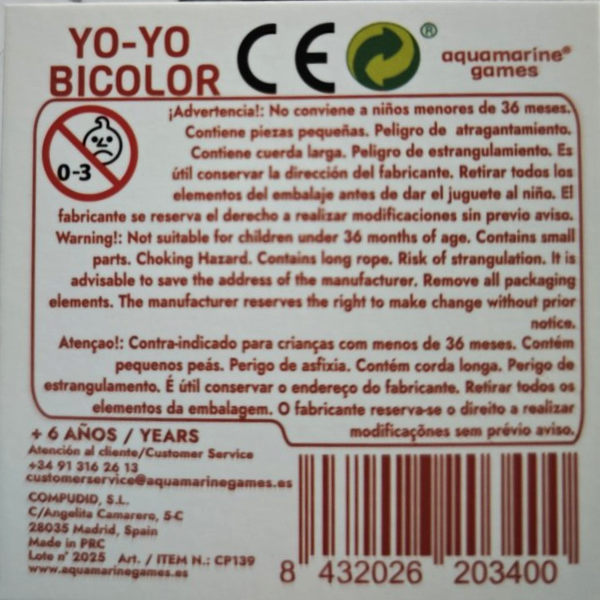 YO-YO
BICOLOR
CE
®
aquamarine®
games
0-3
¡Advertencia!: No conviene a niños menores de 36 meses.
Contiene piezas pequeñas. Peligro de atragantamiento.
Contiene cuerda larga. Peligro de estrangulamiento. Es
útil conservar la dirección del fabricante. Retirar todos los
elementos del embalaje antes de dar el juguete al niño. El
fabricante se reserva el derecho a realizar modificaciones sin previo aviso.
Warning!: Not suitable for children under 36 months of age. Contains small
parts. Choking Hazard. Contains long rope. Risk of strangulation. It is
advisable to save the address of the manufacturer. Remove all packaging
elements. The manufacturer reserves the right to make change without prior
notice.
Atençao!: Contra-indicado para crianças com menos de 36 meses. Contém
pequenos peás. Perigo de asfixia. Contém corda longa. Perigo de
estrangulamento. É útil conservar o endereço do fabricante. Retirar todos os
elementos da embalagem. O fabricante reserva-se o direito a realizar
modificaçõnes sem prévio aviso.
+ 6 AÑOS / YEARS
Atención al cliente/Customer Service
+34 91 316 26 13
customerservice@aquamarinegames.es
COMPUDID, S.L.
C/Angelita Camarero, 5-C
28035 Madrid, Spain
Made in PRC
Lote nº 2025 Art. / ITEM N.: CP139
www.aquamarinegames.es
8 432026 203400